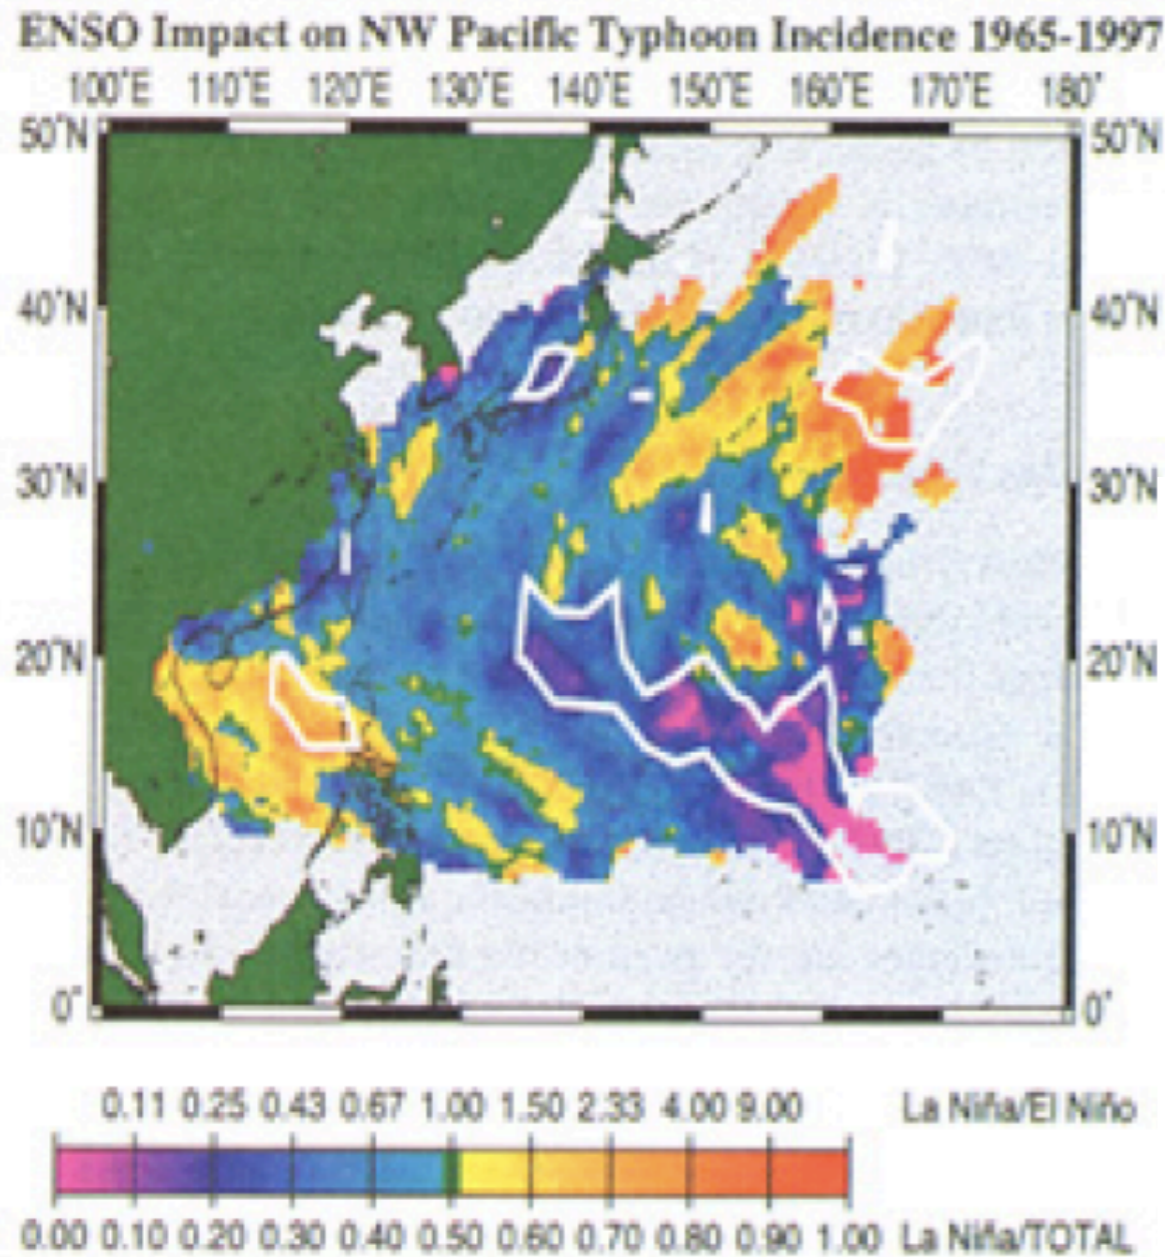 ENSO Impact on NW Pacific Typhoon Incidence 1965-1997
100°E 110°E 120°E 130°E 140°E 150°E 160°E 170°E 180°
50°N 50°N
40°N 40°N
30°N 30°N
20°N 20°N
10°N 10°N
0° 0°
0.11 0.25 0.43 0.67 1.00 1.50 2.33 4.00 9.00 La Niña/El Niño
0.00 0.10 0.20 0.30 0.40 0.50 0.60 0.70 0.80 0.90 1.00 La Niña/TOTAL